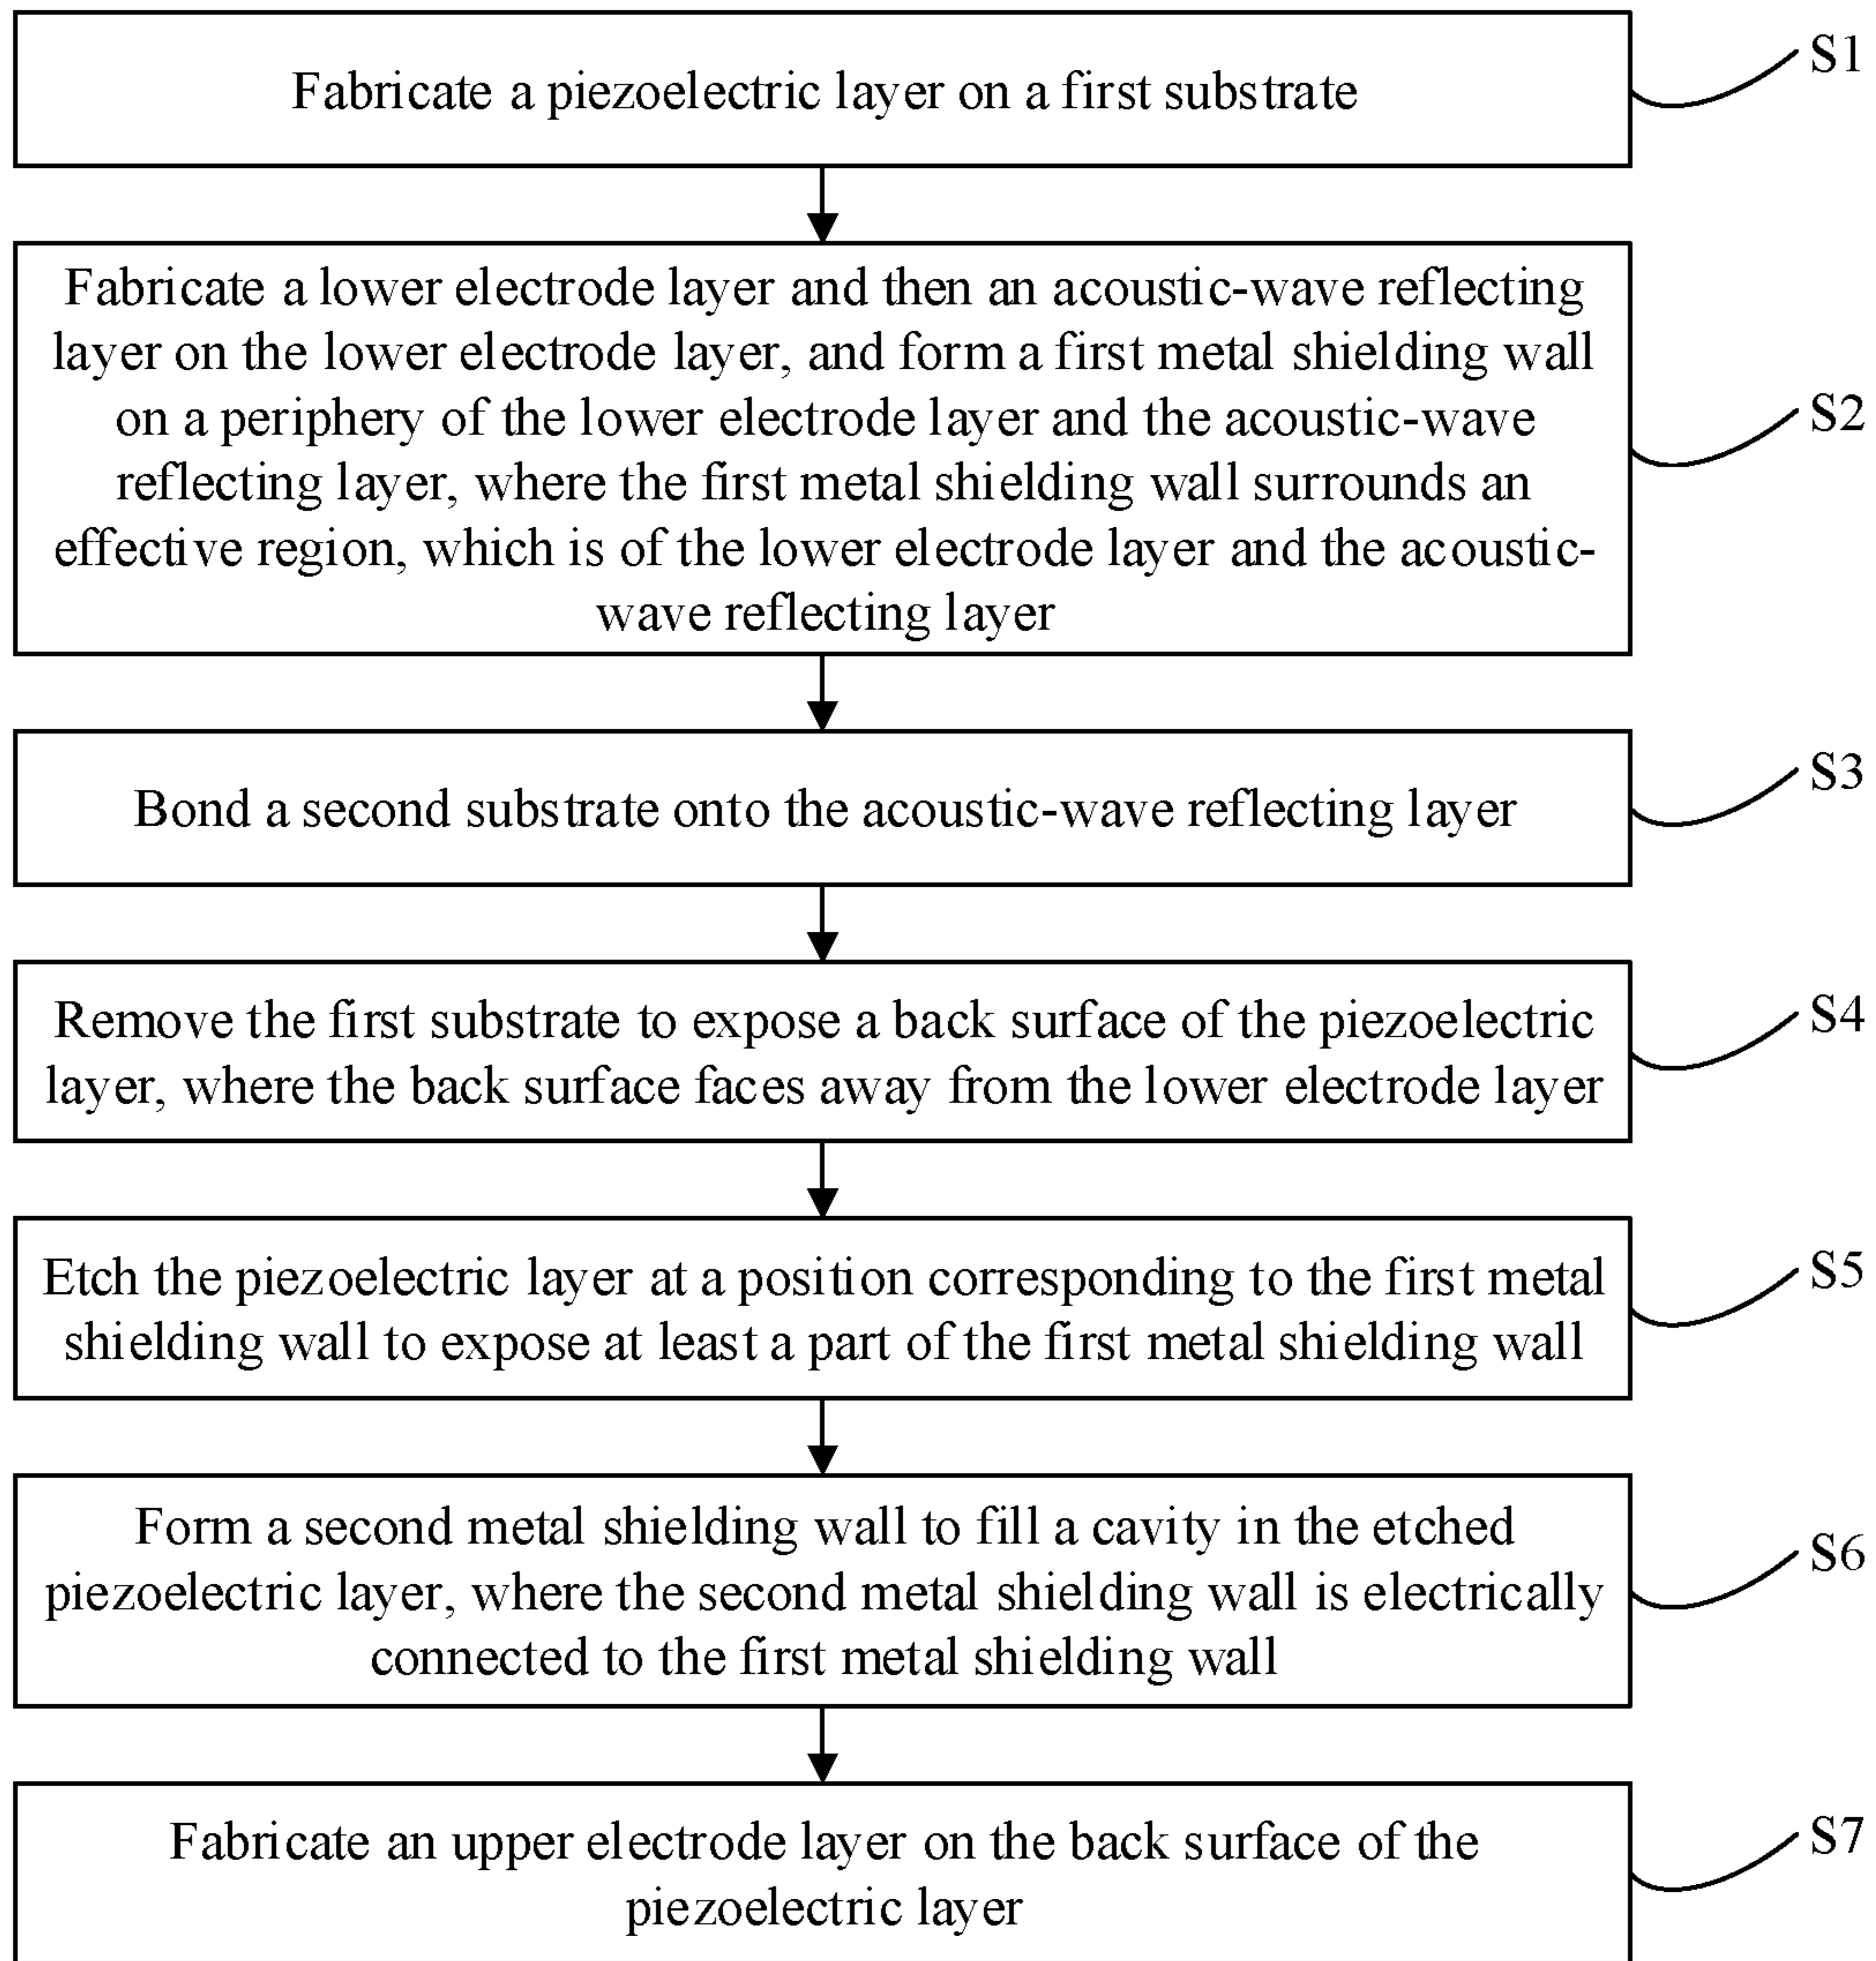 Fabricate a piezoelectric layer on a first substrate
S1
Fabricate a lower electrode layer and then an acoustic-wave reflecting
layer on the lower electrode layer, and form a first metal shielding wall
on a periphery of the lower electrode layer and the acoustic-wave
reflecting layer, where the first metal shielding wall surrounds an
effective region, which is of the lower electrode layer and the acoustic-
wave reflecting layer
S2
Bond a second substrate onto the acoustic-wave reflecting layer
S3
Remove the first substrate to expose a back surface of the piezoelectric
layer, where the back surface faces away from the lower electrode layer
S4
Etch the piezoelectric layer at a position corresponding to the first metal
shielding wall to expose at least a part of the first metal shielding wall
S5
Form a second metal shielding wall to fill a cavity in the etched
piezoelectric layer, where the second metal shielding wall is electrically
connected to the first metal shielding wall
S6
Fabricate an upper electrode layer on the back surface of the
piezoelectric layer
S7